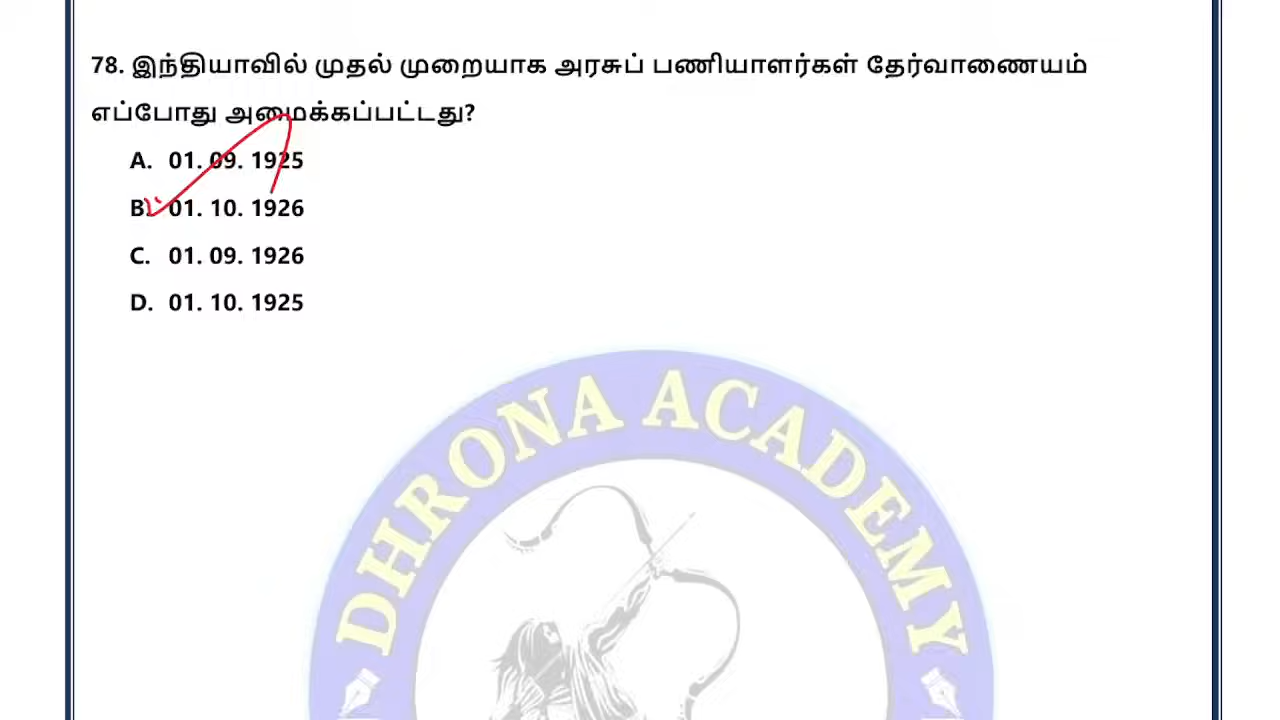 78. இந்தியாவில் முதல் முறையாக அரசுப் பணியாளர்கள் தேர்வாணையம்
எப்போது அமைக்கப்பட்டது?
A. 01. 09. 1925
B. 01. 10. 1926
C. 01. 09. 1926
D. 01. 10. 1925
DHRONA ACADEMY